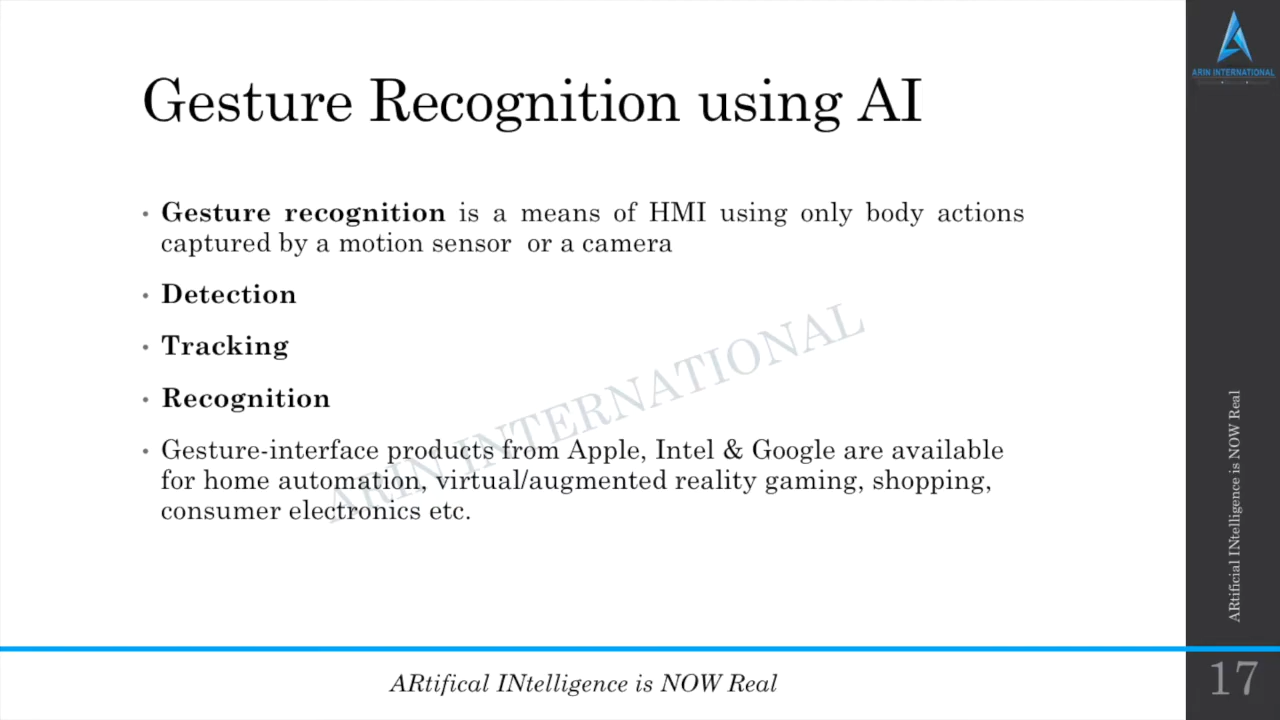 Gesture Recognition using AI
• Gesture recognition is a means of HMI using only body actions
captured by a motion sensor or a camera
• Detection
• Tracking
• Recognition
• Gesture-interface products from Apple, Intel & Google are available
for home automation, virtual/augmented reality gaming, shopping,
consumer electronics etc.
ARIN INTERNATIONAL
ARtifical INtelligence is NOW Real
ARIN INTERNATIONAL
ARtificial INtelligence is NOW Real
17